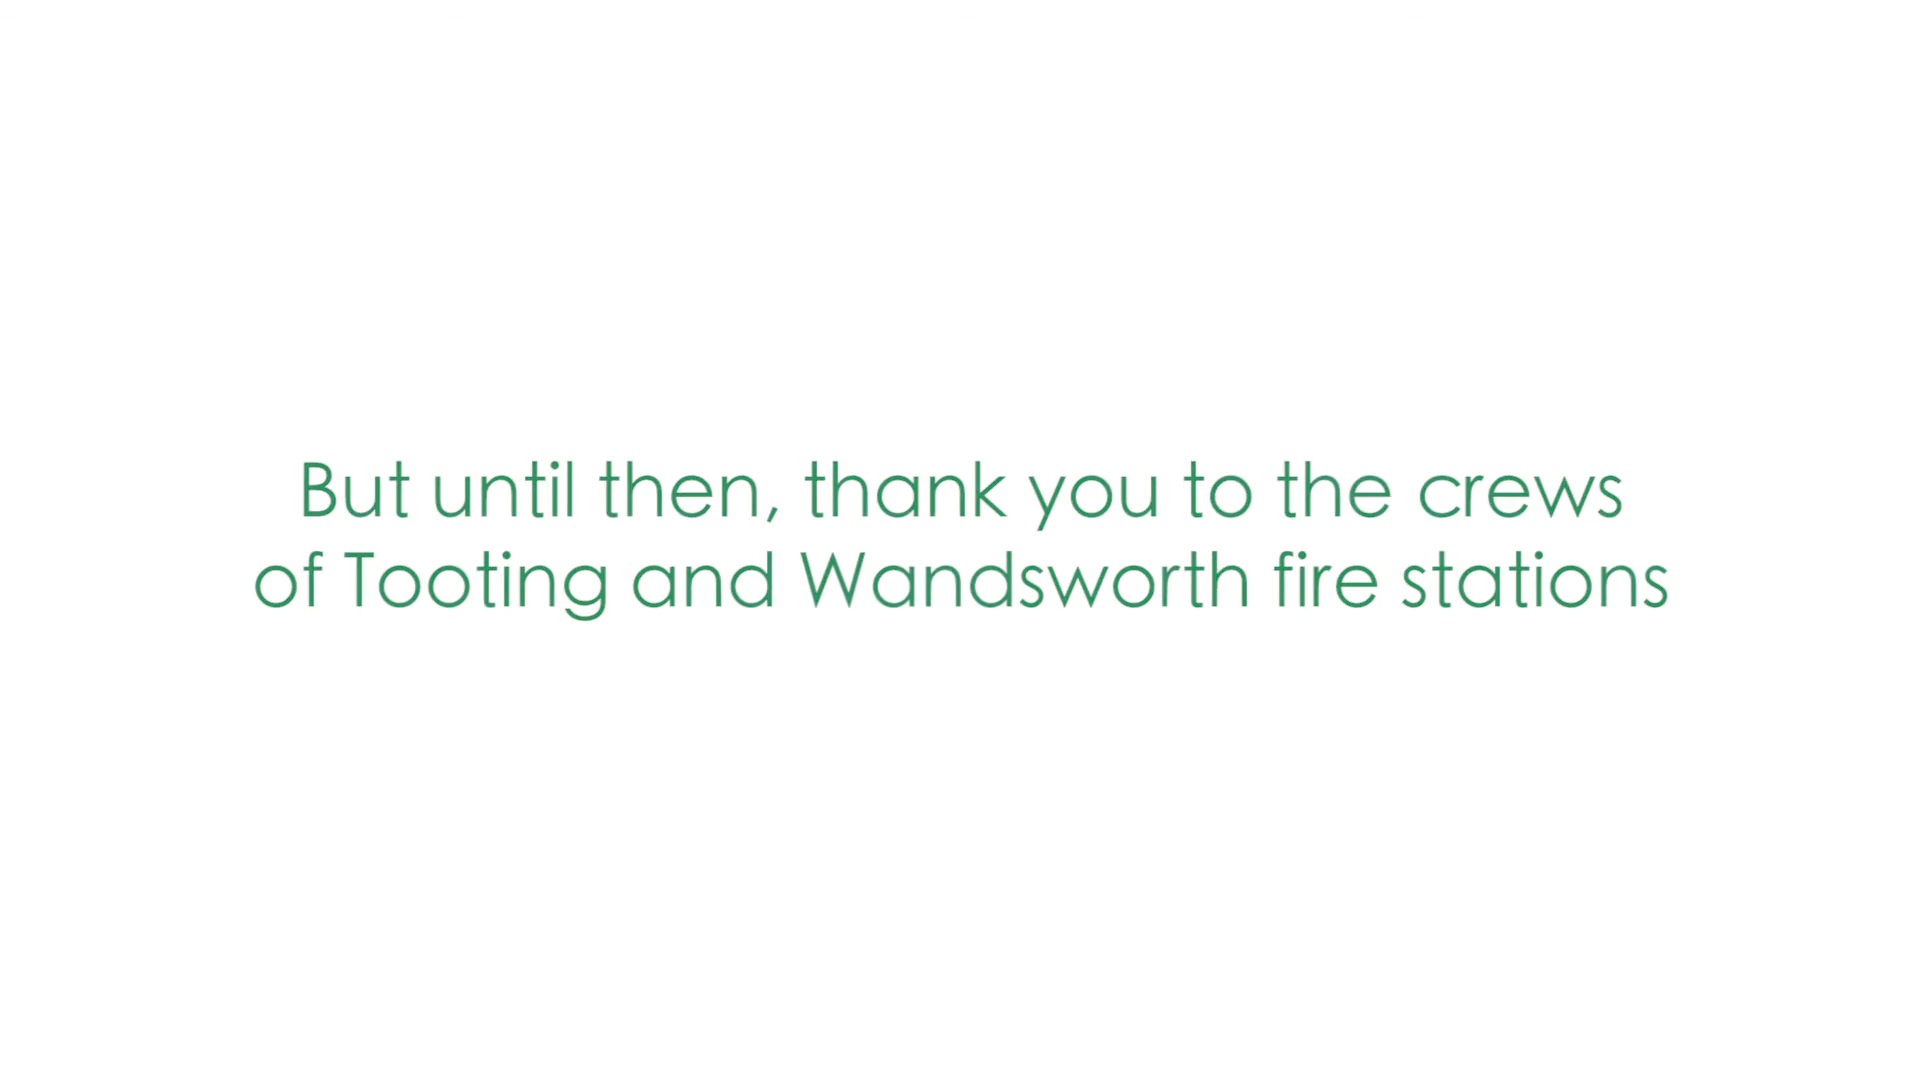 But until then, thank you to the crews
of Tooting and Wandsworth fire stations